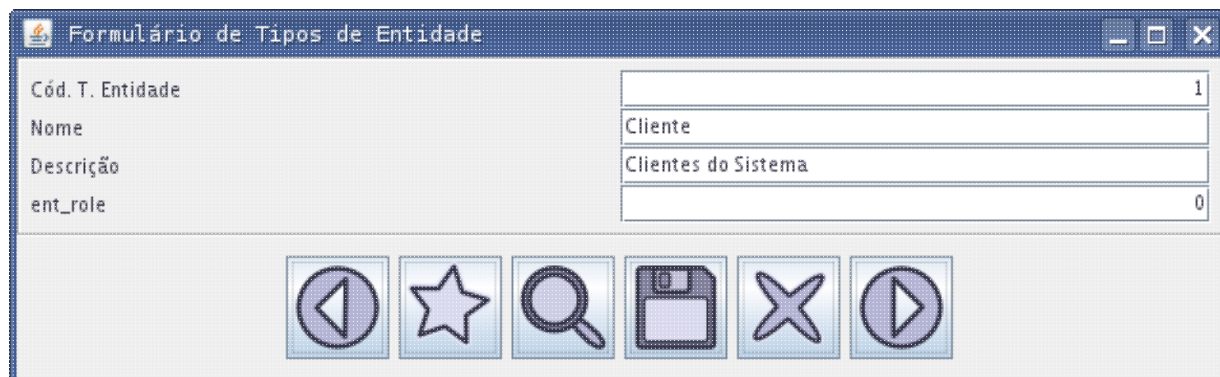 Formulário de Tipos de Entidade
Cód. T. Entidade 1
Nome Cliente
Descrição Clientes do Sistema
ent_role 0